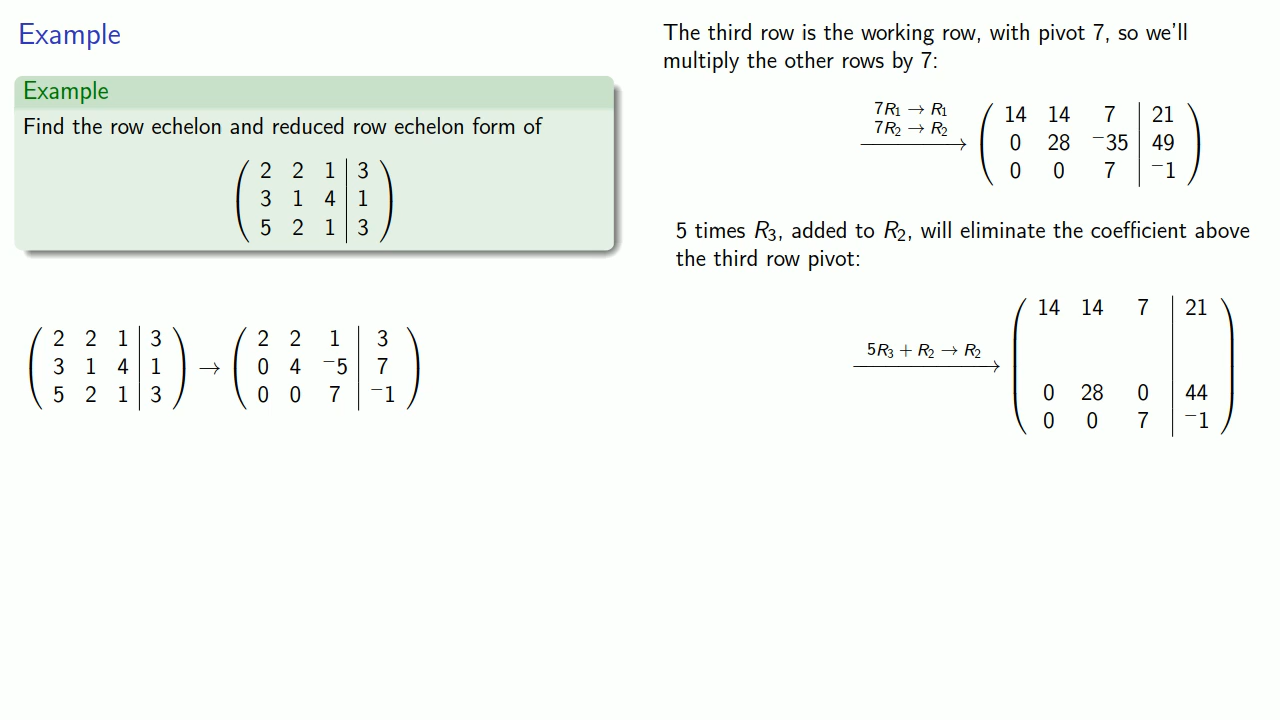 Example
Example
Find the row echelon and reduced row echelon form of
2 2 1 | 3
3 1 4 | 1
5 2 1 | 3
( 2 2 1 | 3 ) → ( 2 2 1 | 3 )
( 3 1 4 | 1 ) → ( 0 4 ⁻5 | 7 )
( 5 2 1 | 3 ) → ( 0 0 7 | ⁻1 )
The third row is the working row, with pivot 7, so we'll
multiply the other rows by 7:
7R₁ → R₁
7R₂ → R₂
14 14 7 | 21
0 28 ⁻35 | 49
0 0 7 | ⁻1
5 times R₃, added to R₂, will eliminate the coefficient above
the third row pivot:
5R₃ + R₂ → R₂
14 14 7 | 21
0 28 0 | 44
0 0 7 | ⁻1